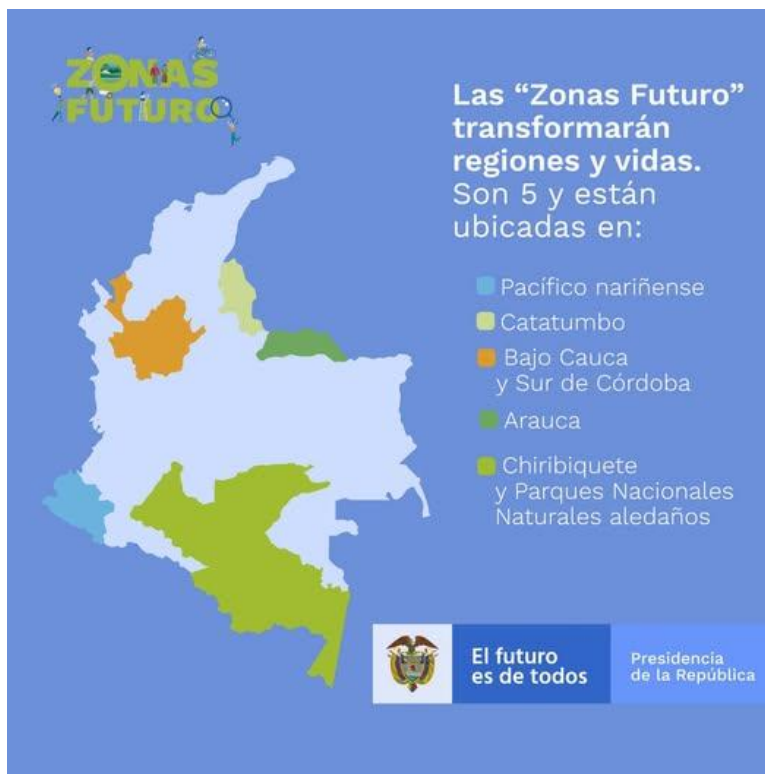 ZONAS
FUTURO
Las “Zonas Futuro”
transformarán
regiones y vidas.
Son 5 y están
ubicadas en:
Pacífico nariñense
Catatumbo
Bajo Cauca
y Sur de Córdoba
Arauca
Chiribiquete
y Parques Nacionales
Naturales aledaños
El futuro
es de todos
Presidencia
de la República